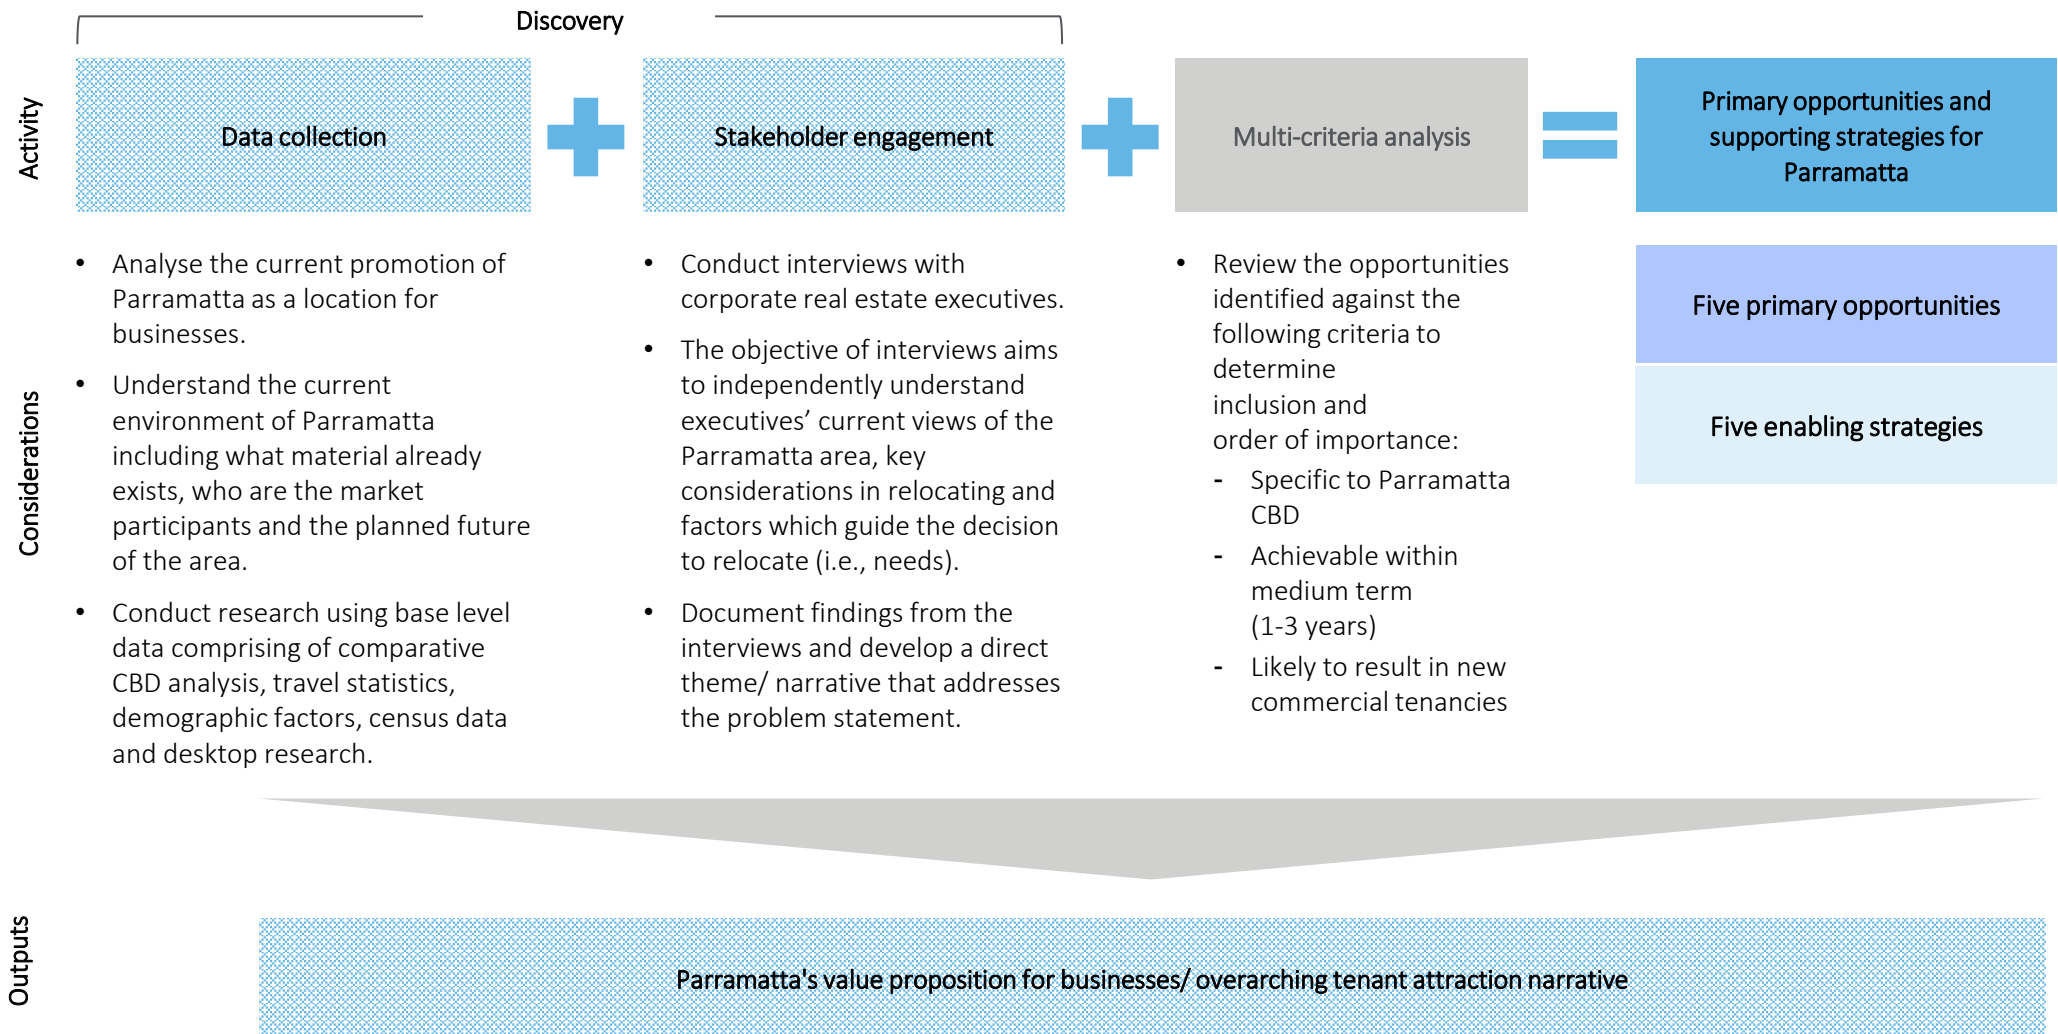 Discovery
Activity
Data collection
Stakeholder engagement
Multi-criteria analysis
Primary opportunities and
supporting strategies for
Parramatta
Considerations
• Analyse the current promotion of
Parramatta as a location for
businesses.
• Understand the current
environment of Parramatta
including what material already
exists, who are the market
participants and the planned future
of the area.
• Conduct research using base level
data comprising of comparative
CBD analysis, travel statistics,
demographic factors, census data
and desktop research.
• Conduct interviews with
corporate real estate executives.
• The objective of interviews aims
to independently understand
executives’ current views of the
Parramatta area, key
considerations in relocating and
factors which guide the decision
to relocate (i.e., needs).
• Document findings from the
interviews and develop a direct
theme/ narrative that addresses
the problem statement.
• Review the opportunities
identified against the
following criteria to
determine
inclusion and
order of importance:
- Specific to Parramatta
CBD
- Achievable within
medium term
(1-3 years)
- Likely to result in new
commercial tenancies
Five primary opportunities
Five enabling strategies
Outputs
Parramatta's value proposition for businesses/ overarching tenant attraction narrative